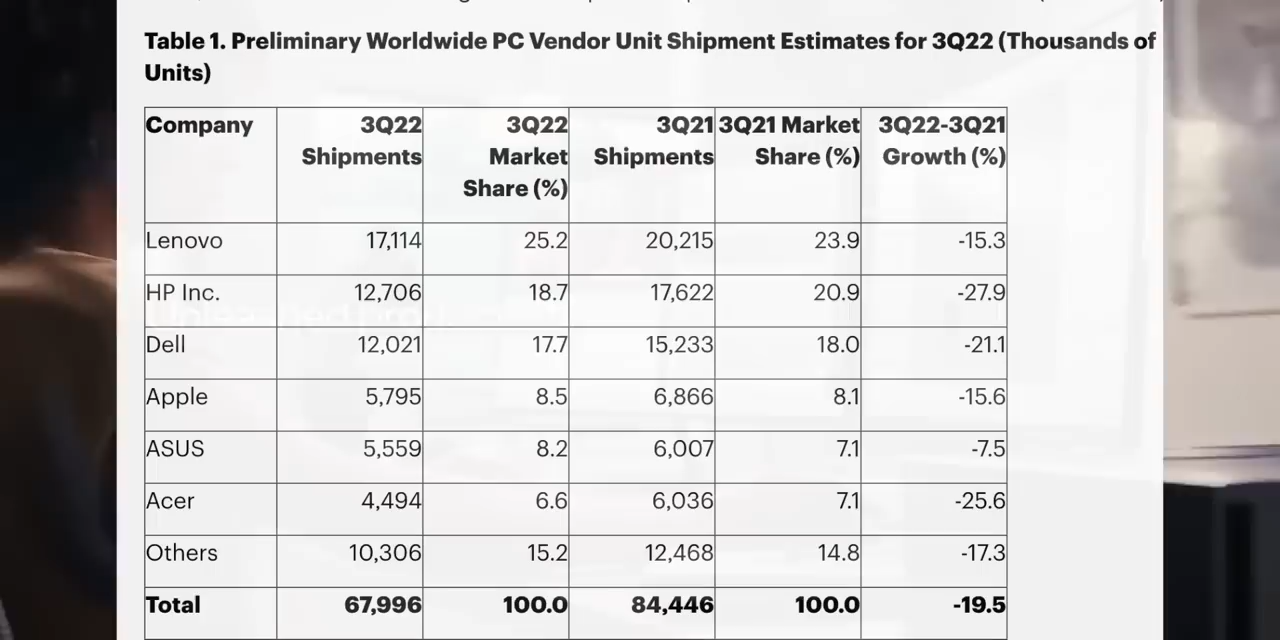 Table 1. Preliminary Worldwide PC Vendor Unit Shipment Estimates for 3Q22 (Thousands of
Units)
Company 3Q22 Shipments 3Q22 Market Share (%) 3Q21 Shipments 3Q21 Market Share (%) 3Q22-3Q21 Growth (%)
Lenovo 17,114 25.2 20,215 23.9 -15.3
HP Inc. 12,706 18.7 17,622 20.9 -27.9
Dell 12,021 17.7 15,233 18.0 -21.1
Apple 5,795 8.5 6,866 8.1 -15.6
ASUS 5,559 8.2 6,007 7.1 -7.5
Acer 4,494 6.6 6,036 7.1 -25.6
Others 10,306 15.2 12,468 14.8 -17.3
Total 67,996 100.0 84,446 100.0 -19.5